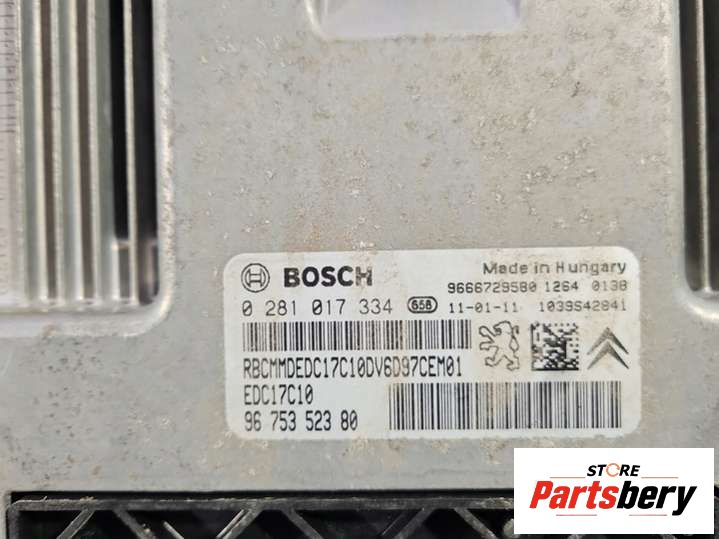 BOSCH
Made in Hungary
9666729580 1264 0138
0 281 017 334 658 11-01-11 1039S42841
RBCMMDEDC17C10DV6D97CEM01
EDC17C10
96 753 523 80
STORE
Partsbery